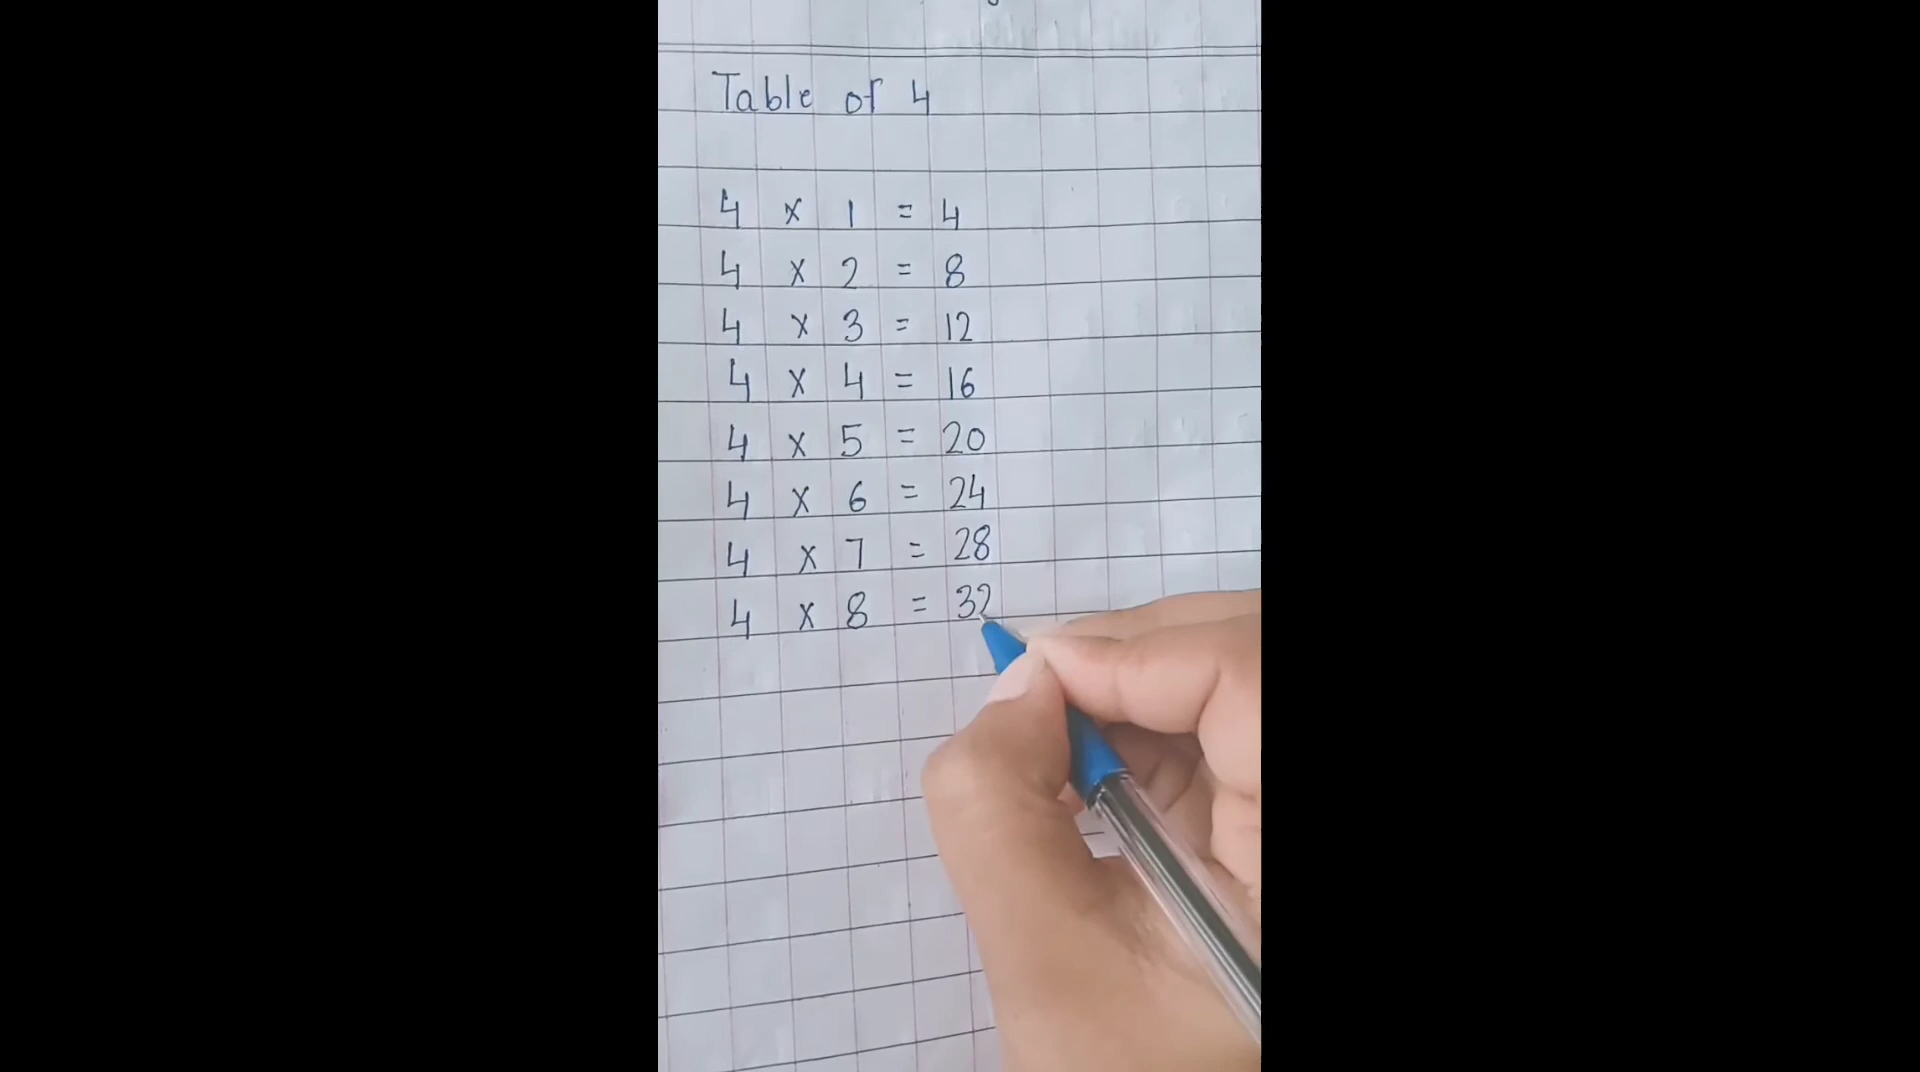 Table of 4
4 x 1 = 4
4 x 2 = 8
4 x 3 = 12
4 x 4 = 16
4 x 5 = 20
4 x 6 = 24
4 x 7 = 28
4 x 8 = 32